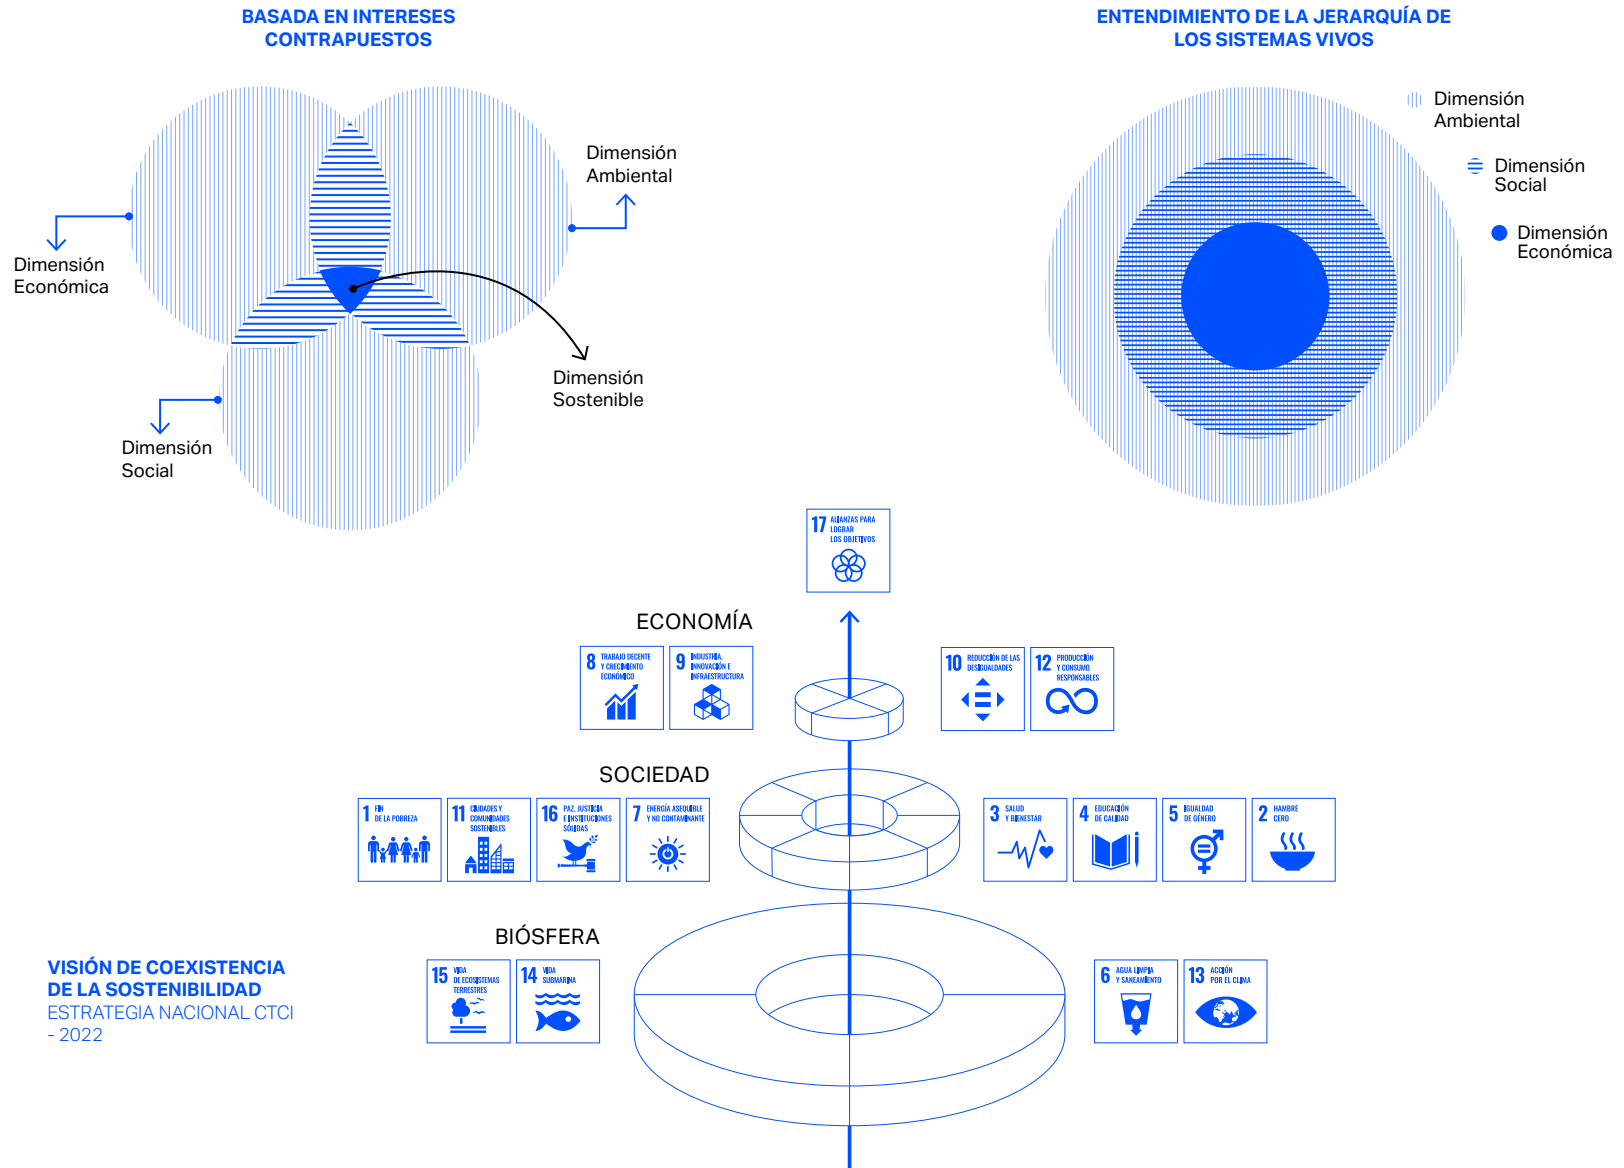 BASADA EN INTERESES
CONTRAPUESTOS
ENTENDIMIENTO DE LA JERARQUÍA DE
LOS SISTEMAS VIVOS
Dimensión
Ambiental
Dimensión
Económica
Dimensión
Sostenible
Dimensión
Social
Dimensión
Ambiental
Dimensión
Social
Dimensión
Económica
17 ALIANZAS PARA
LOGRAR
LOS OBJETIVOS
ECONOMÍA
8 TRABAJO DECENTE
Y CRECIMIENTO
ECONÓMICO
9 INDUSTRIA,
INNOVACIÓN E
INFRAESTRUCTURA
10 REDUCCIÓN DE LAS
DESIGUALDADES
12 PRODUCCIÓN
Y CONSUMO
RESPONSABLES
SOCIEDAD
1 FIN
DE LA POBREZA
11 CIUDADES Y
COMUNIDADES
SOSTENIBLES
16 PAZ, JUSTICIA
E INSTITUCIONES
SÓLIDAS
7 ENERGÍA ASEQUIBLE
Y NO CONTAMINANTE
3 SALUD
Y BIENESTAR
4 EDUCACIÓN
DE CALIDAD
5 IGUALDAD
DE GÉNERO
2 HAMBRE
CERO
BIÓSFERA
15 VIDA
DE ECOSISTEMAS
TERRESTRES
14 VIDA
SUBMARINA
6 AGUA LIMPIA
Y SANEAMIENTO
13 ACCIÓN
POR EL CLIMA
VISIÓN DE COEXISTENCIA
DE LA SOSTENIBILIDAD
ESTRATEGIA NACIONAL CTCI
- 2022